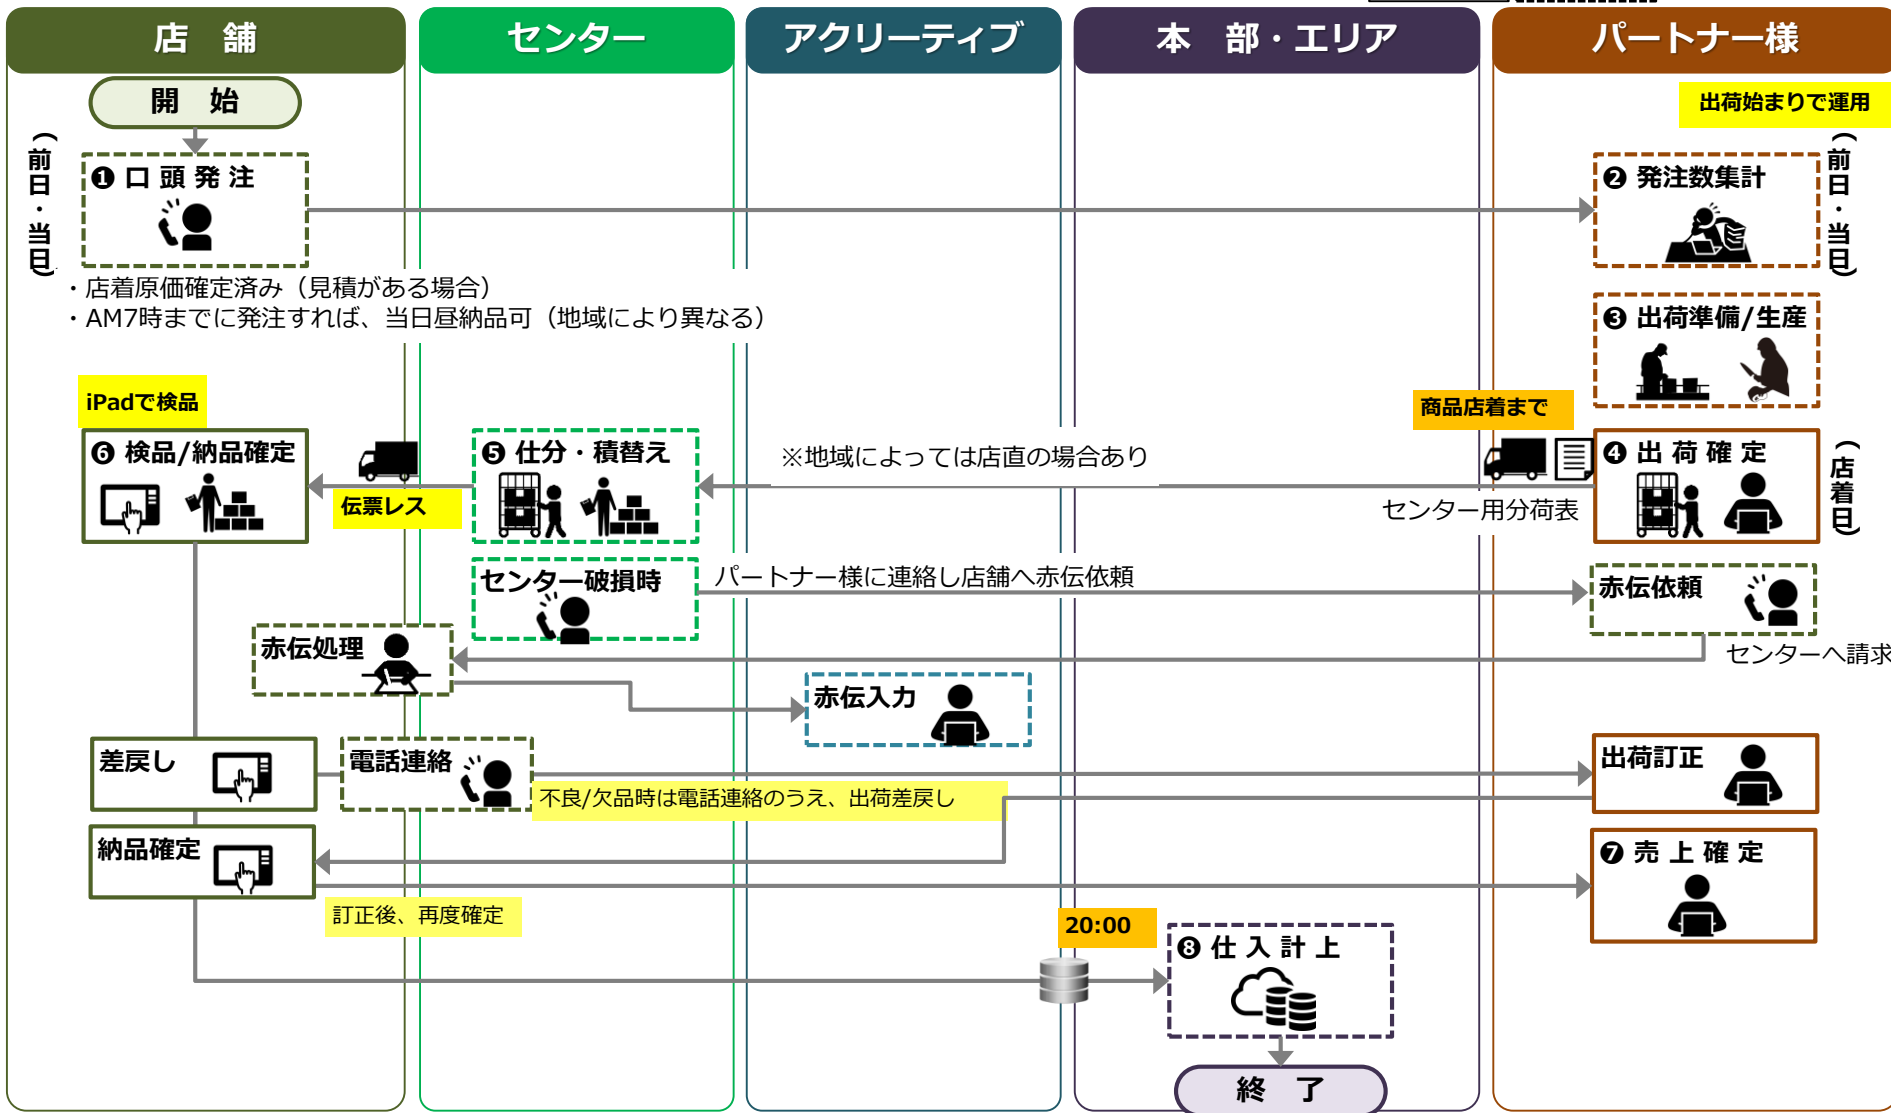 店　舗
センター
アクリーティブ
本　部・エリア
パートナー様
開　始
出荷始まりで運用
（前日・当日）
❶ 口 頭 発 注
❷ 発注数集計
（前日・当日）
・店着原価確定済み（見積がある場合）
・AM7時までに発注すれば、当日昼納品可（地域により異なる）
❸ 出荷準備/生産
iPadで検品
商品店着まで
❻ 検品/納品確定
❺ 仕分・積替え
※地域によっては店直の場合あり
❹ 出 荷 確 定
（店着日）
伝票レス
センター用分荷表
センター破損時
パートナー様に連絡し店舗へ赤伝依頼
赤伝依頼
赤伝処理
センターへ請求
赤伝入力
差戻し
電話連絡
出荷訂正
不良/欠品時は電話連絡のうえ、出荷差戻し
納品確定
❼ 売 上 確 定
訂正後、再度確定
20:00
❽ 仕 入 計 上
終　了